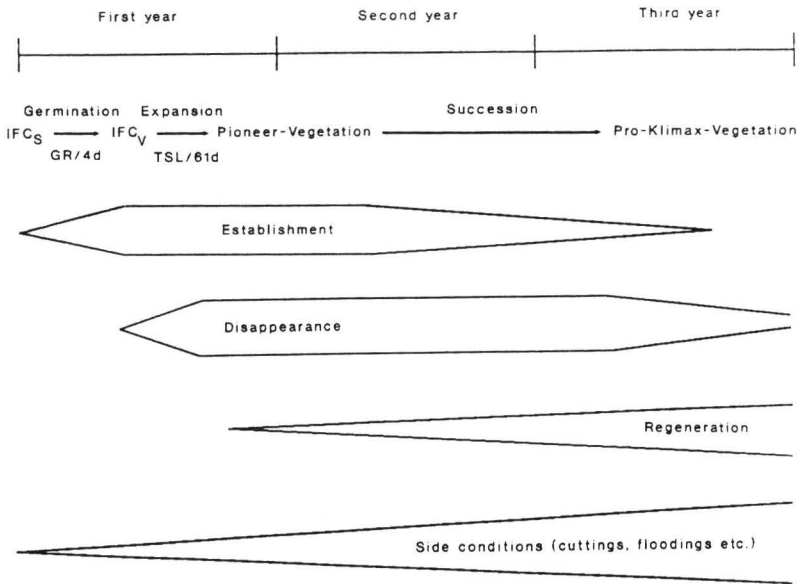 First year Second year Third year
Germination Expansion Succession
IFCS IFCV Pioneer-Vegetation Pro-Klimax-Vegetation
GR/4d TSL/61d
Establishment
Disappearance
Regeneration
Side conditions (cuttings, floodings etc.)